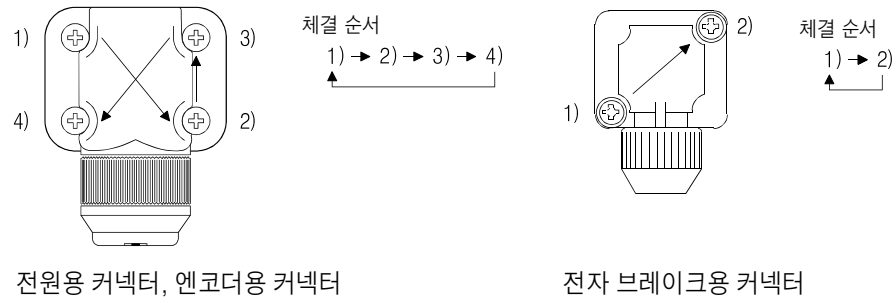 1)
3)
4)
2)
체결 순서
1) → 2) → 3) → 4)
전원용 커넥터, 엔코더용 커넥터
2)
1)
체결 순서
1) → 2)
전자 브레이크용 커넥터